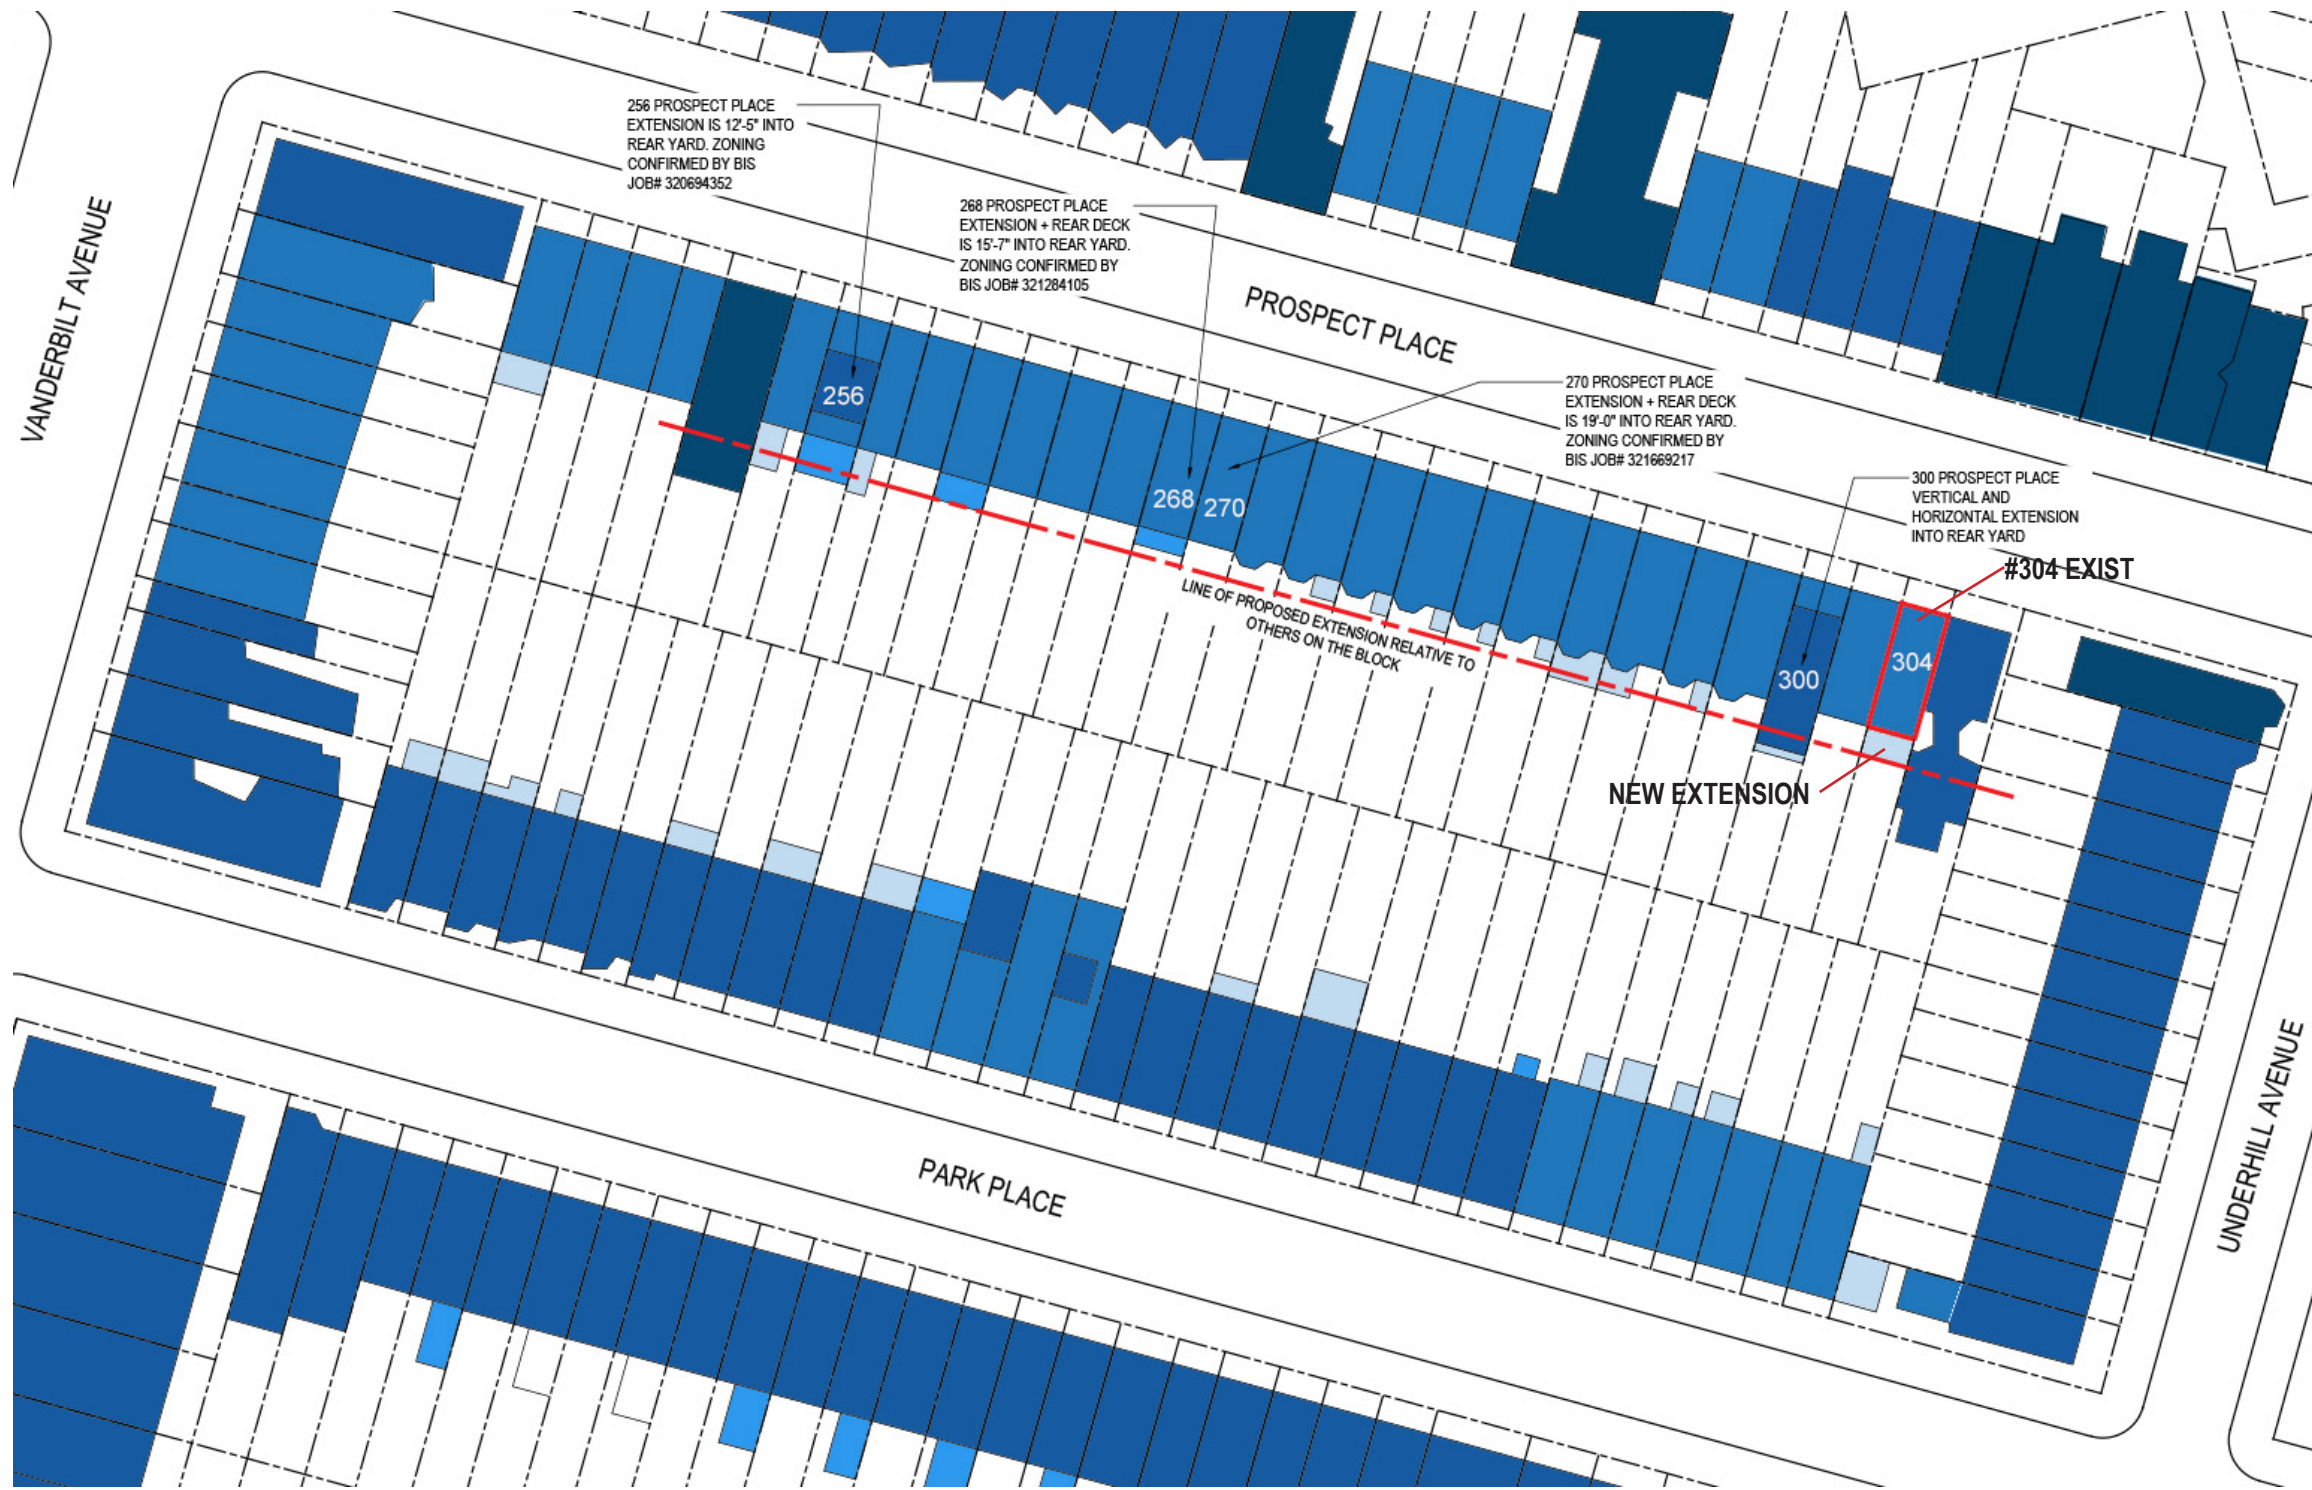 256 PROSPECT PLACE
EXTENSION IS 12'-5" INTO
REAR YARD. ZONING
CONFIRMED BY BIS
JOB# 320694352
268 PROSPECT PLACE
EXTENSION + REAR DECK
IS 15'-7" INTO REAR YARD.
ZONING CONFIRMED BY
BIS JOB# 321284105
VANDERBILT AVENUE
PROSPECT PLACE
270 PROSPECT PLACE
EXTENSION + REAR DECK
IS 19'-0" INTO REAR YARD.
ZONING CONFIRMED BY
BIS JOB# 321669217
300 PROSPECT PLACE
VERTICAL AND
HORIZONTAL EXTENSION
INTO REAR YARD
#304 EXIST
256
268
270
300
304
LINE OF PROPOSED EXTENSION RELATIVE TO
OTHERS ON THE BLOCK
NEW EXTENSION
PARK PLACE
UNDERHILL AVENUE